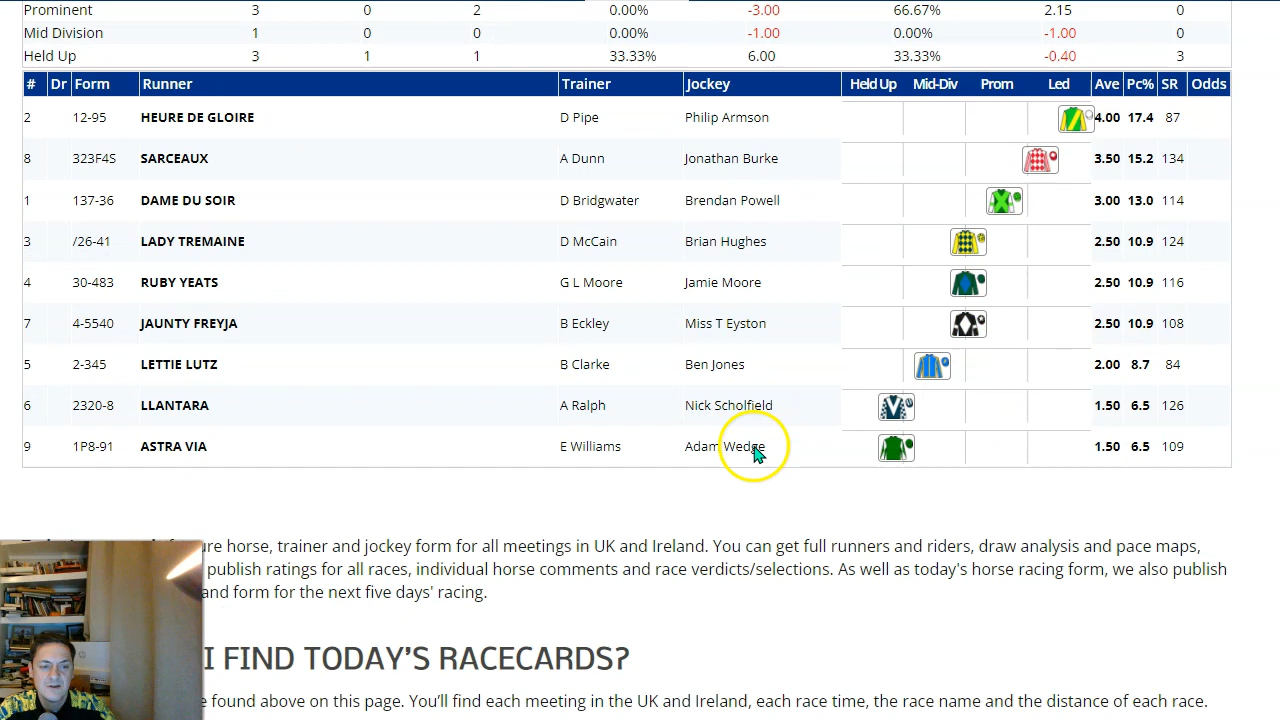 Prominent 3 0 2 0.00% -3.00 66.67% 2.15 0
Mid Division 1 0 0 0.00% -1.00 0.00% -1.00 0
Held Up 3 1 1 33.33% 6.00 33.33% -0.40 3
# Dr Form Runner Trainer Jockey Held Up Mid-Div Prom Led Ave Pc% SR Odds
2 12-95 HEURE DE GLOIRE D Pipe Philip Armson 4.00 17.4 87
8 323F4S SARCEAUX A Dunn Jonathan Burke 3.50 15.2 134
1 137-36 DAME DU SOIR D Bridgwater Brendan Powell 3.00 13.0 114
3 /26-41 LADY TREMAINE D McCain Brian Hughes 2.50 10.9 124
4 30-483 RUBY YEATS G L Moore Jamie Moore 2.50 10.9 116
7 4-5540 JAUNTY FREYJA B Eckley Miss T Eyston 2.50 10.9 108
5 2-345 LETTIE LUTZ B Clarke Ben Jones 2.00 8.7 84
6 2320-8 LLANTARA A Ralph Nick Scholfield 1.50 6.5 126
9 1P8-91 ASTRA VIA E Williams Adam Wedge 1.50 6.5 109
ure horse, trainer and jockey form for all meetings in UK and Ireland. You can get full runners and riders, draw analysis and pace maps,
publish ratings for all races, individual horse comments and race verdicts/selections. As well as today's horse racing form, we also publish
and form for the next five days' racing.
I FIND TODAY'S RACECARDS?
e found above on this page. You'll find each meeting in the UK and Ireland, each race time, the race name and the distance of each race.